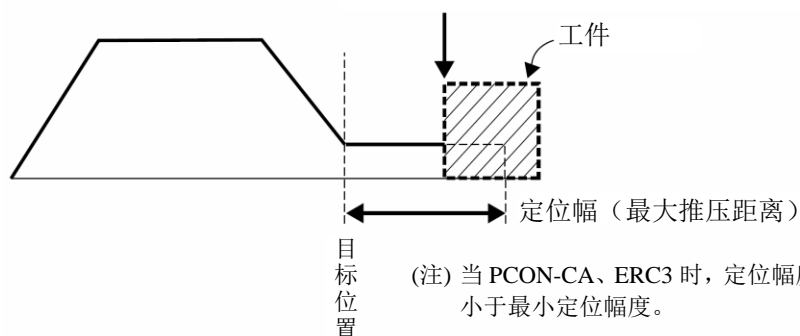 工件
定位幅（最大推压距离）
目标位置
(注) 当 PCON-CA、ERC3 时，定位幅度
小于最小定位幅度。